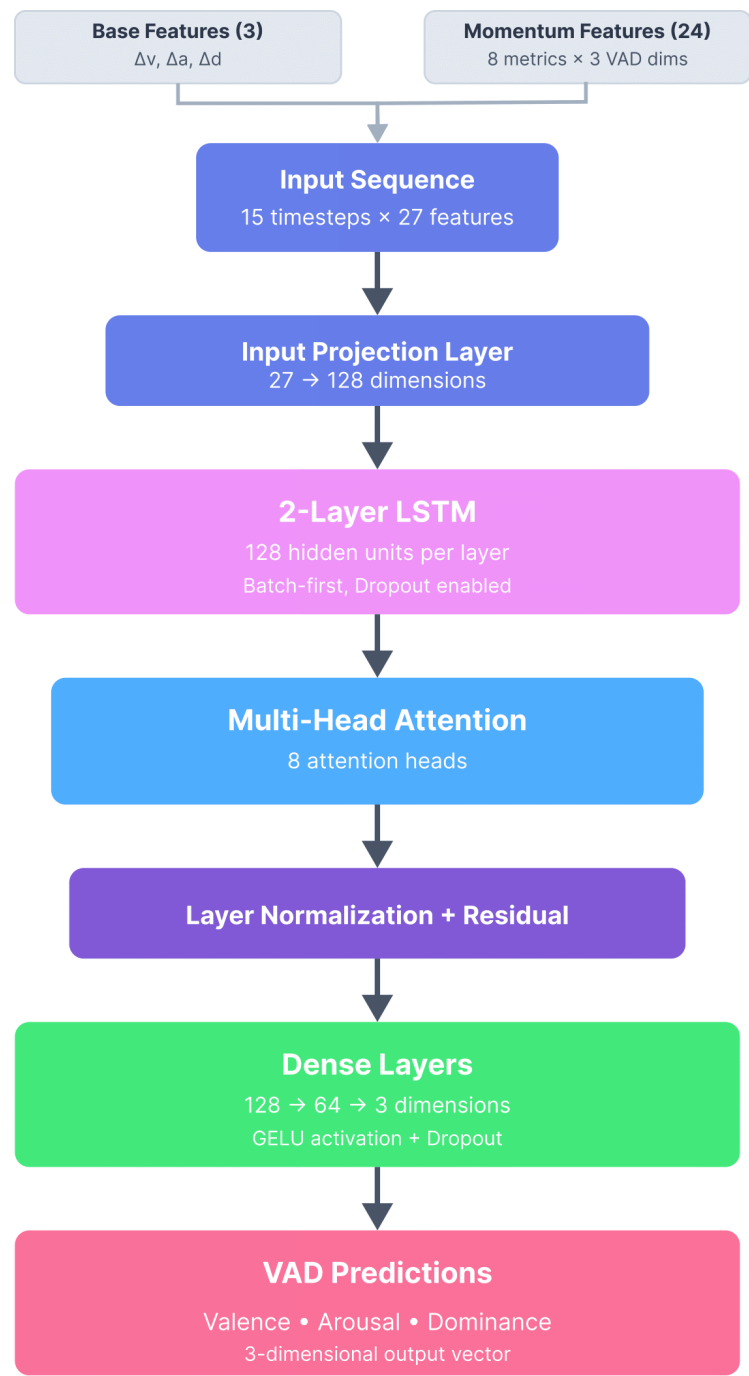 Base Features (3)
Δv, Δa, Δd
Momentum Features (24)
8 metrics × 3 VAD dims
Input Sequence
15 timesteps × 27 features
Input Projection Layer
27 → 128 dimensions
2-Layer LSTM
128 hidden units per layer
Batch-first, Dropout enabled
Multi-Head Attention
8 attention heads
Layer Normalization + Residual
Dense Layers
128 → 64 → 3 dimensions
GELU activation + Dropout
VAD Predictions
Valence • Arousal • Dominance
3-dimensional output vector